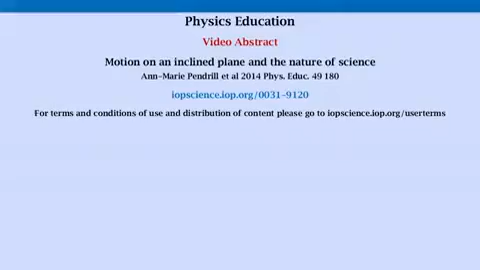 Physics Education
Video Abstract
Motion on an inclined plane and the nature of science
Ann-Marie Pendrill et al 2014 Phys. Educ. 49 180
iopscience.iop.org/0031-9120
For terms and conditions of use and distribution of content please go to iopscience.iop.org/userterms